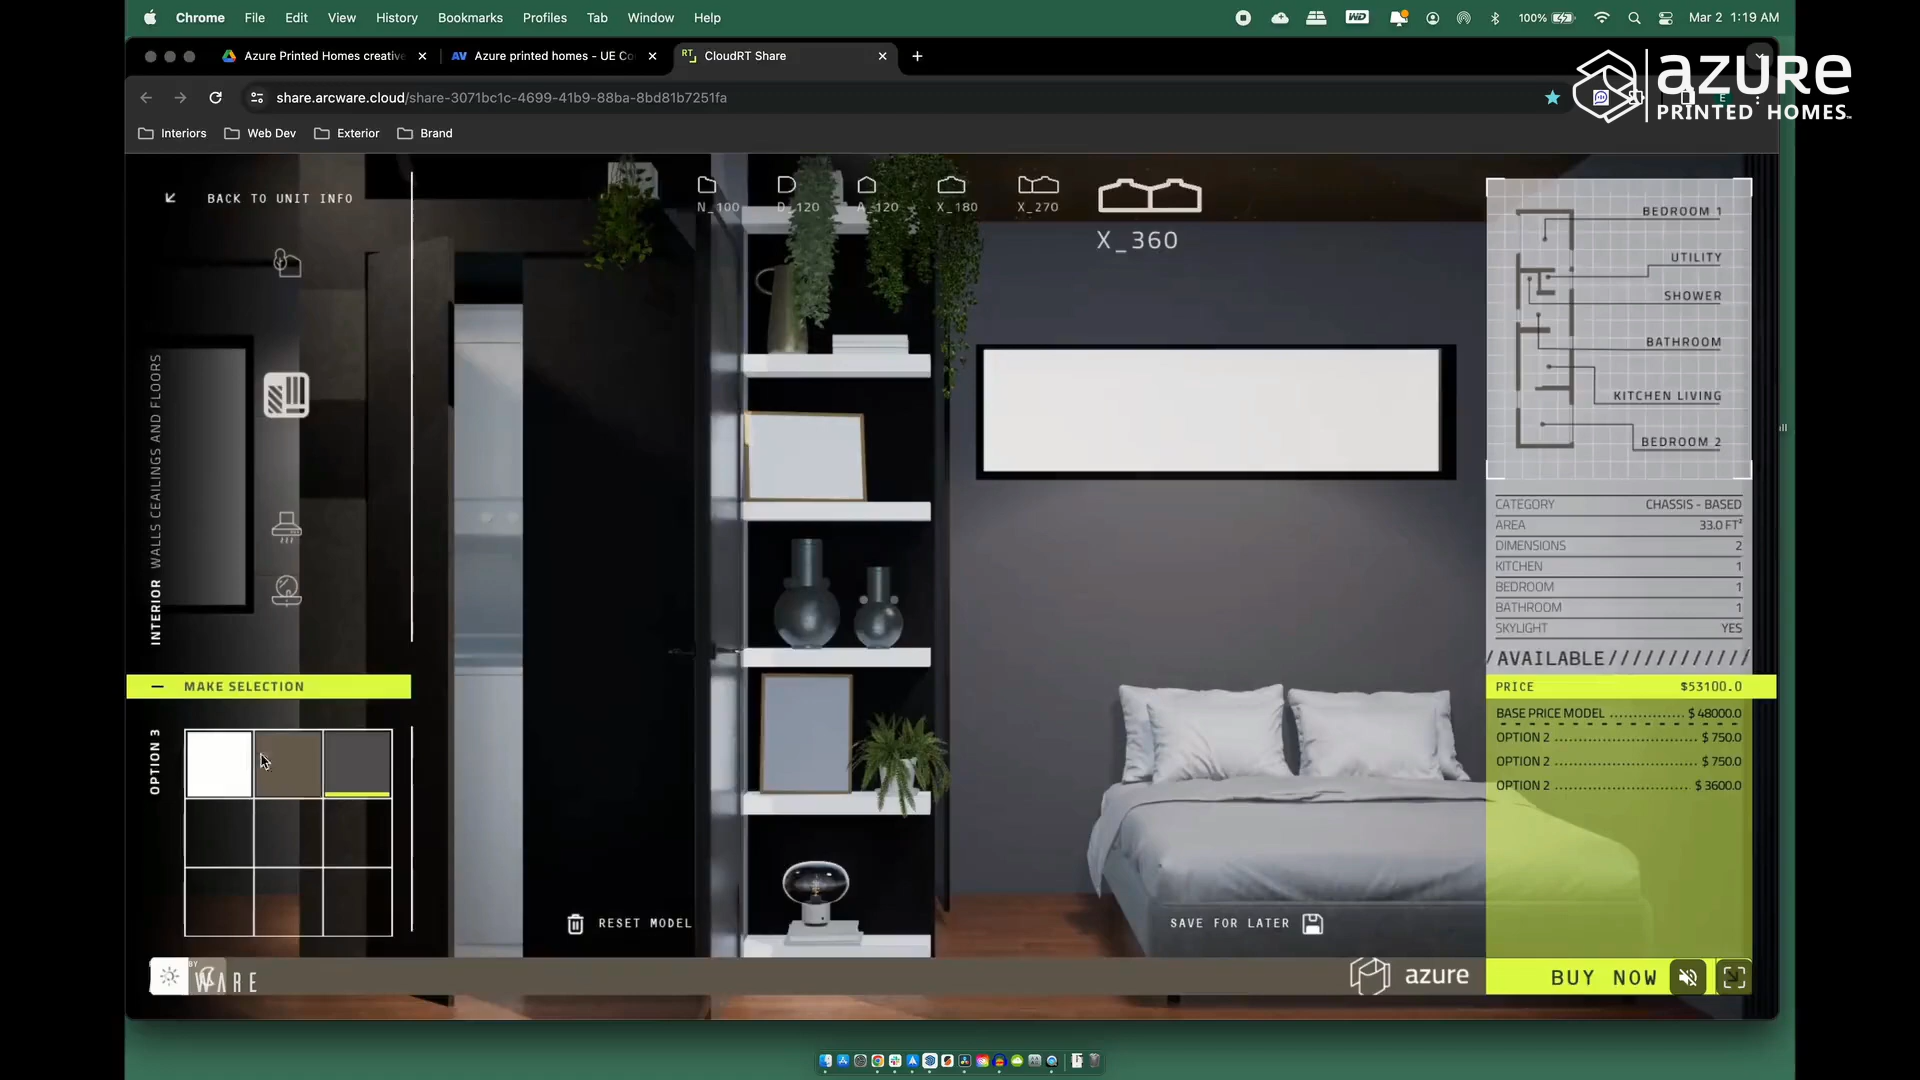 Chrome File Edit View History Bookmarks Profiles Tab Window Help
WD 100% Mar 2 1:19 AM
Azure Printed Homes creative
AV Azure printed homes - UE Co
RT CloudRT Share
azure
PRINTED HOMES
share.arcware.cloud/share-3071bc1c-4699-41b9-88ba-8bd81b7251fa
Interiors Web Dev Exterior Brand
BACK TO UNIT INFO
N_100 D_120 A_120 X_180 X_270
X_360
BEDROOM 1
UTILITY
SHOWER
BATHROOM
KITCHEN LIVING
BEDROOM 2
INTERIOR WALLS CEILINGS AND FLOORS
CATEGORY CHASSIS - BASED
AREA 33.0 FT²
DIMENSIONS 2
KITCHEN 1
BEDROOM 1
BATHROOM 1
SKYLIGHT YES
/AVAILABLE////////////
MAKE SELECTION
PRICE $53100.0
BASE PRICE MODEL $ 48000.0
OPTION 2 $ 750.0
OPTION 2 $ 750.0
OPTION 2 $ 3600.0
OPTION 3
RESET MODEL
SAVE FOR LATER
WARE
azure
BUY NOW